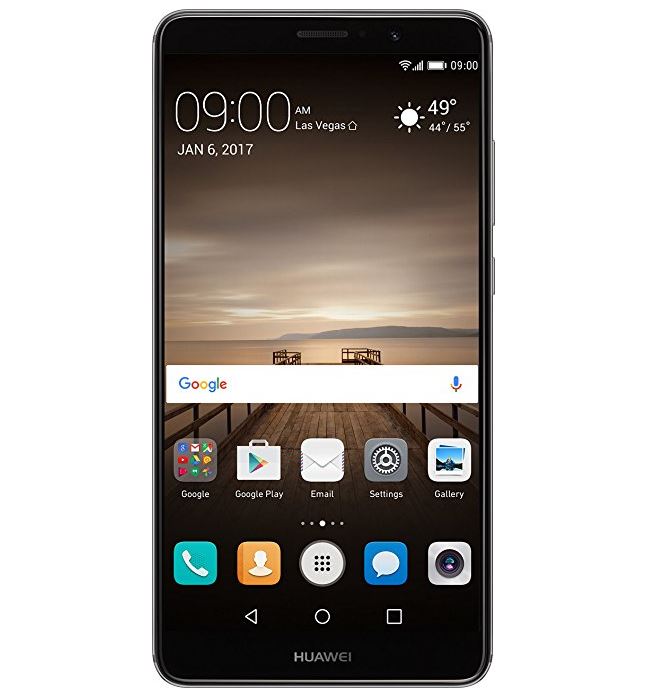 09:00
09:00 AM
Las Vegas
49°
44°/ 55°
JAN 6, 2017
Google
Google
Google Play
Email
Settings
Gallery
HUAWEI